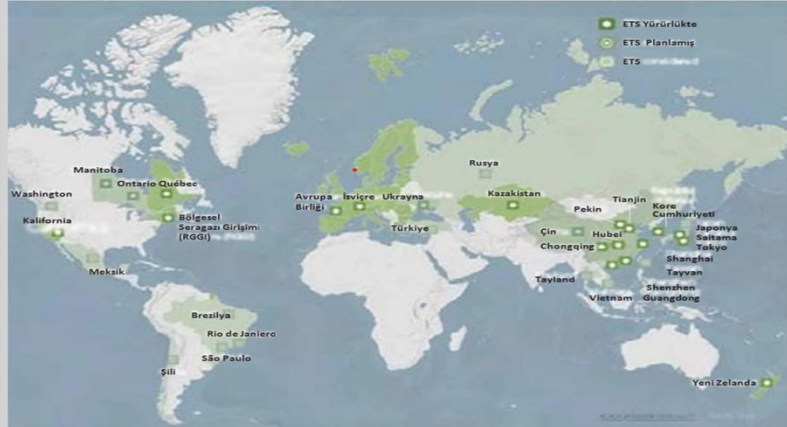 ETS Yürürlükte
ETS Planlamış
ETS
Rusya
Manitoba
Ontario Québec
Washington
Kalifornia
Bölgesel
Seragazı Girişimi
(RGGI)
Meksik
Avrupa
Birliği
İsviçre
Ukrayna
Türkiye
Kazakistan
Pekin
Tianjin
Kore
Cumhuriyeti
Çin
Hubei
Chongqing
Japonya
Saitama
Tokyo
Shanghai
Tayvan
Tayland
Shenzhen
Vietnam
Guangdong
Brezilya
Rio de Janierc
São Paulo
Şili
Yeni Zelanda